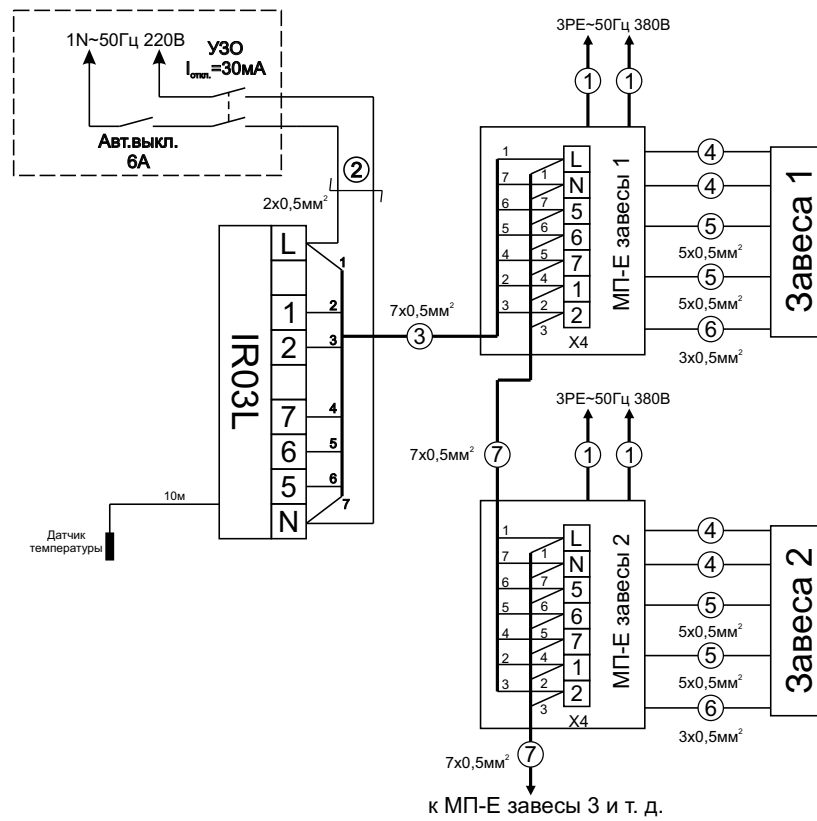 1N~50Гц 220В
УЗО
Iоткл.=30мА
Авт.выкл.
6А
2
2x0,5мм²
IR03L
L
1
2
7
6
5
N
1
2
3
4
5
6
7
7x0,5мм²
3
10м
Датчик
температуры
3PE~50Гц 380В
1
1
1
7
6
5
4
2
3
1
7
6
5
4
2
3
L
N
5
6
7
1
2
X4
МП-Е завесы 1
4
4
5
5x0,5мм²
5
5x0,5мм²
6
3x0,5мм²
Завеса 1
7x0,5мм²
7
3PE~50Гц 380В
1
1
1
7
6
5
4
2
3
1
7
6
5
4
2
3
L
N
5
6
7
1
2
X4
МП-Е завесы 2
4
4
5
5x0,5мм²
5
5x0,5мм²
6
3x0,5мм²
Завеса 2
7x0,5мм²
7
к МП-Е завесы 3 и т. д.